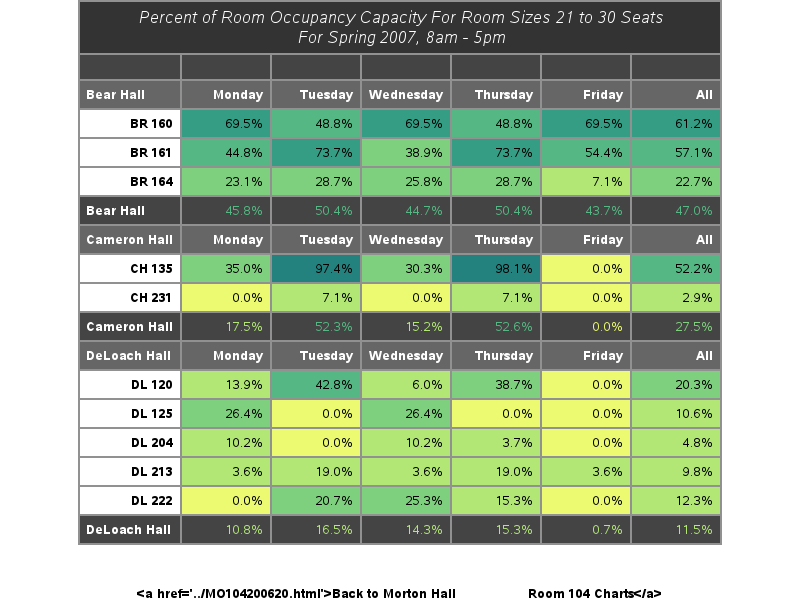 Percent of Room Occupancy Capacity For Room Sizes 21 to 30 Seats
For Spring 2007, 8am - 5pm
Bear Hall Monday Tuesday Wednesday Thursday Friday All
BR 160 69.5% 48.8% 69.5% 48.8% 69.5% 61.2%
BR 161 44.8% 73.7% 38.9% 73.7% 54.4% 57.1%
BR 164 23.1% 28.7% 25.8% 28.7% 7.1% 22.7%
Bear Hall 45.8% 50.4% 44.7% 50.4% 43.7% 47.0%
Cameron Hall Monday Tuesday Wednesday Thursday Friday All
CH 135 35.0% 97.4% 30.3% 98.1% 0.0% 52.2%
CH 231 0.0% 7.1% 0.0% 7.1% 0.0% 2.9%
Cameron Hall 17.5% 52.3% 15.2% 52.6% 0.0% 27.5%
DeLoach Hall Monday Tuesday Wednesday Thursday Friday All
DL 120 13.9% 42.8% 6.0% 38.7% 0.0% 20.3%
DL 125 26.4% 0.0% 26.4% 0.0% 0.0% 10.6%
DL 204 10.2% 0.0% 10.2% 3.7% 0.0% 4.8%
DL 213 3.6% 19.0% 3.6% 19.0% 3.6% 9.8%
DL 222 0.0% 20.7% 25.3% 15.3% 0.0% 12.3%
DeLoach Hall 10.8% 16.5% 14.3% 15.3% 0.7% 11.5%
<a href='../MO104200620.html'>Back to Morton Hall Room 104 Charts</a>